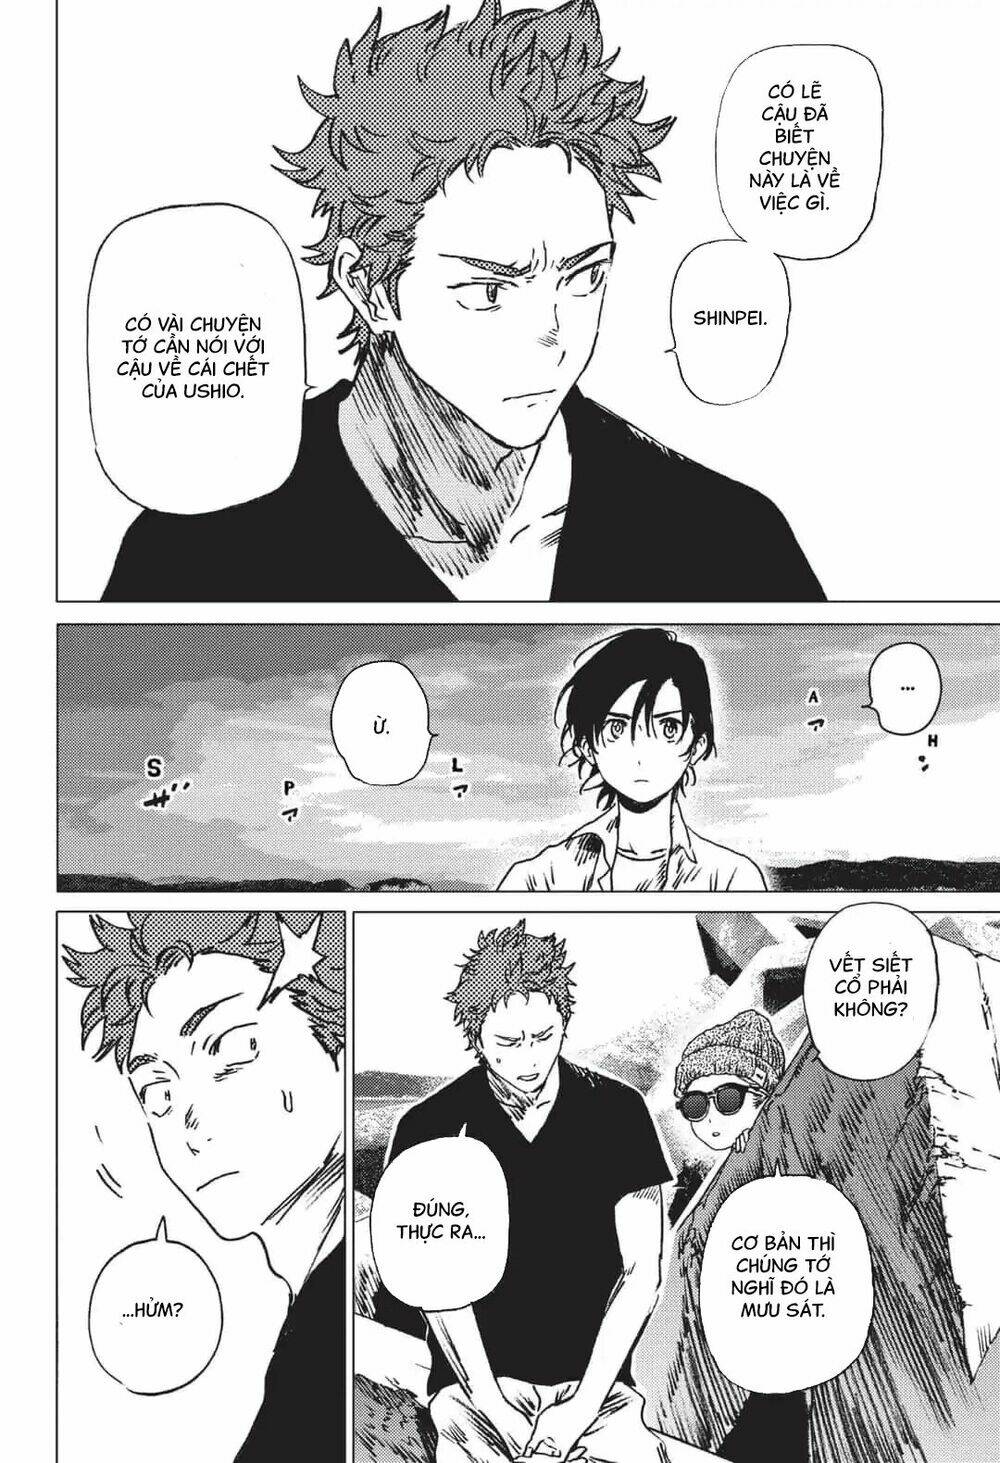 CÓ LẼ
CẬU ĐÃ
BIẾT
CHUYỆN
NÀY LÀ VỀ
VIỆC GÌ.
SHINPEI.
CÓ VÀI CHUYỆN
TỚ CẦN NÓI VỚI
CẬU VỀ CÁI CHẾT
CỦA USHIO.
...
Ừ.
S P L A H
VẾT SIẾT
CỔ PHẢI
KHÔNG?
CƠ BẢN THÌ
CHÚNG TỚ
NGHĨ ĐÓ LÀ
MƯU SÁT.
ĐÚNG,
THỰC RA...
...HỬM?